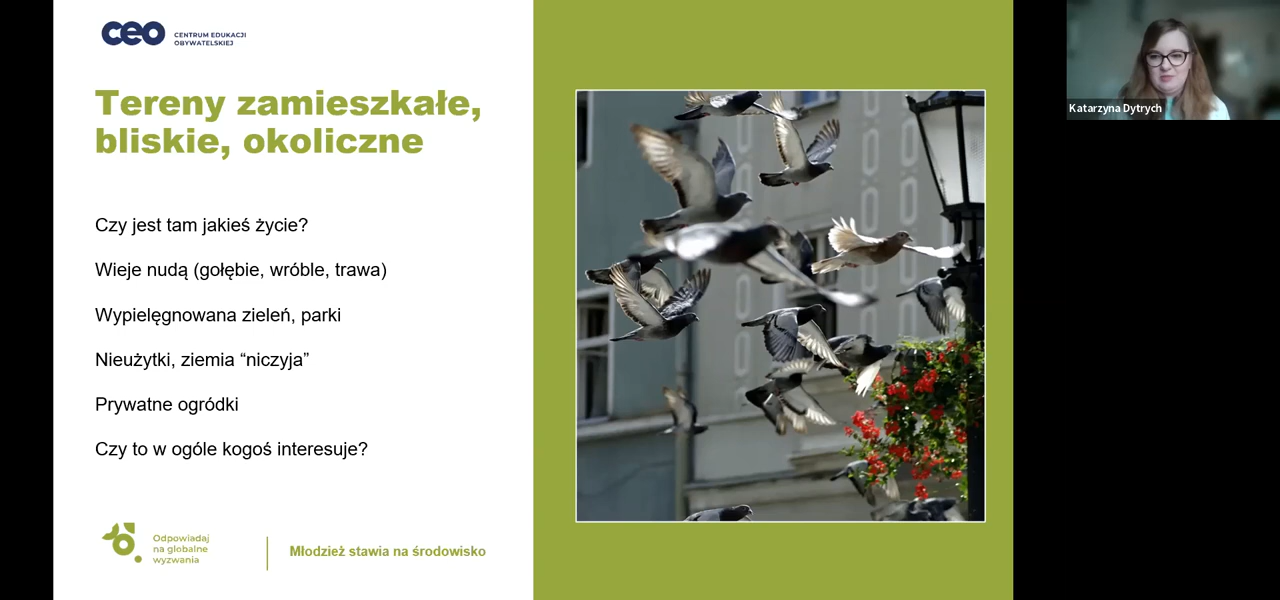 ceo
CENTRUM EDUKACJI
OBYWATELSKIEJ
Tereny zamieszkałe,
bliskie, okoliczne
Czy jest tam jakieś życie?
Wieje nudą (gołębie, wróble, trawa)
Wypielęgnowana zieleń, parki
Nieużytki, ziemia “niczyja”
Prywatne ogródki
Czy to w ogóle kogoś interesuje?
Odpowiadaj
na globalne
wyzwania
Młodzież stawia na środowisko
Katarzyna Dytrych